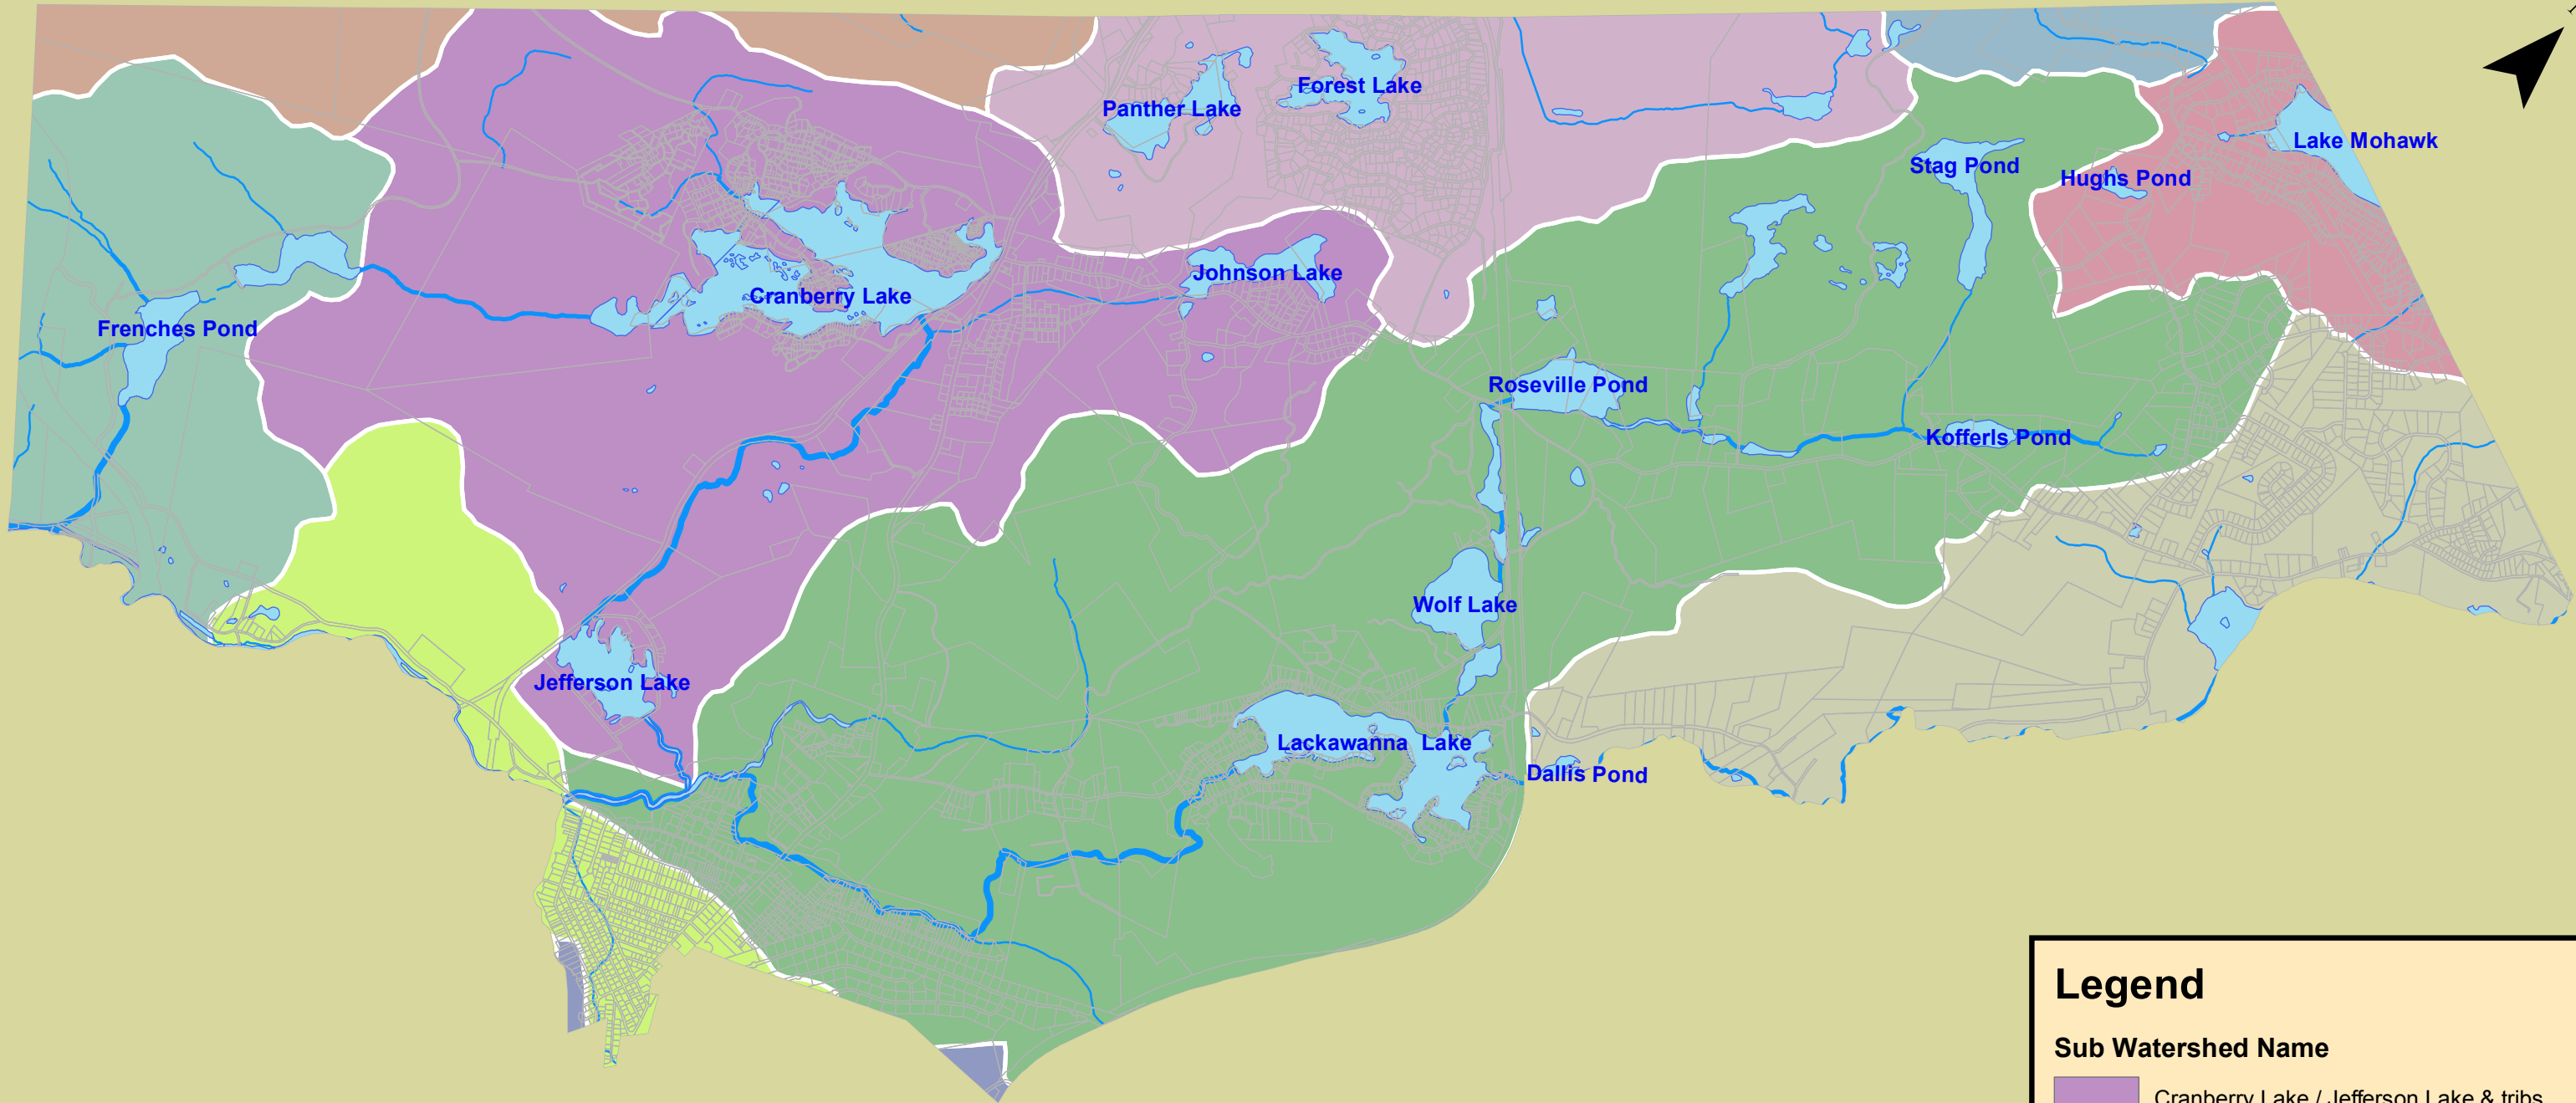 Forest Lake
Panther Lake
Lake Mohawk
Stag Pond
Hughs Pond
Johnson Lake
Cranberry Lake
Frenches Pond
Roseville Pond
Kofferls Pond
Wolf Lake
Jefferson Lake
Lackawanna Lake
Dallis Pond
Legend
Sub Watershed Name
Cranberry Lake / Jefferson Lake & tribs